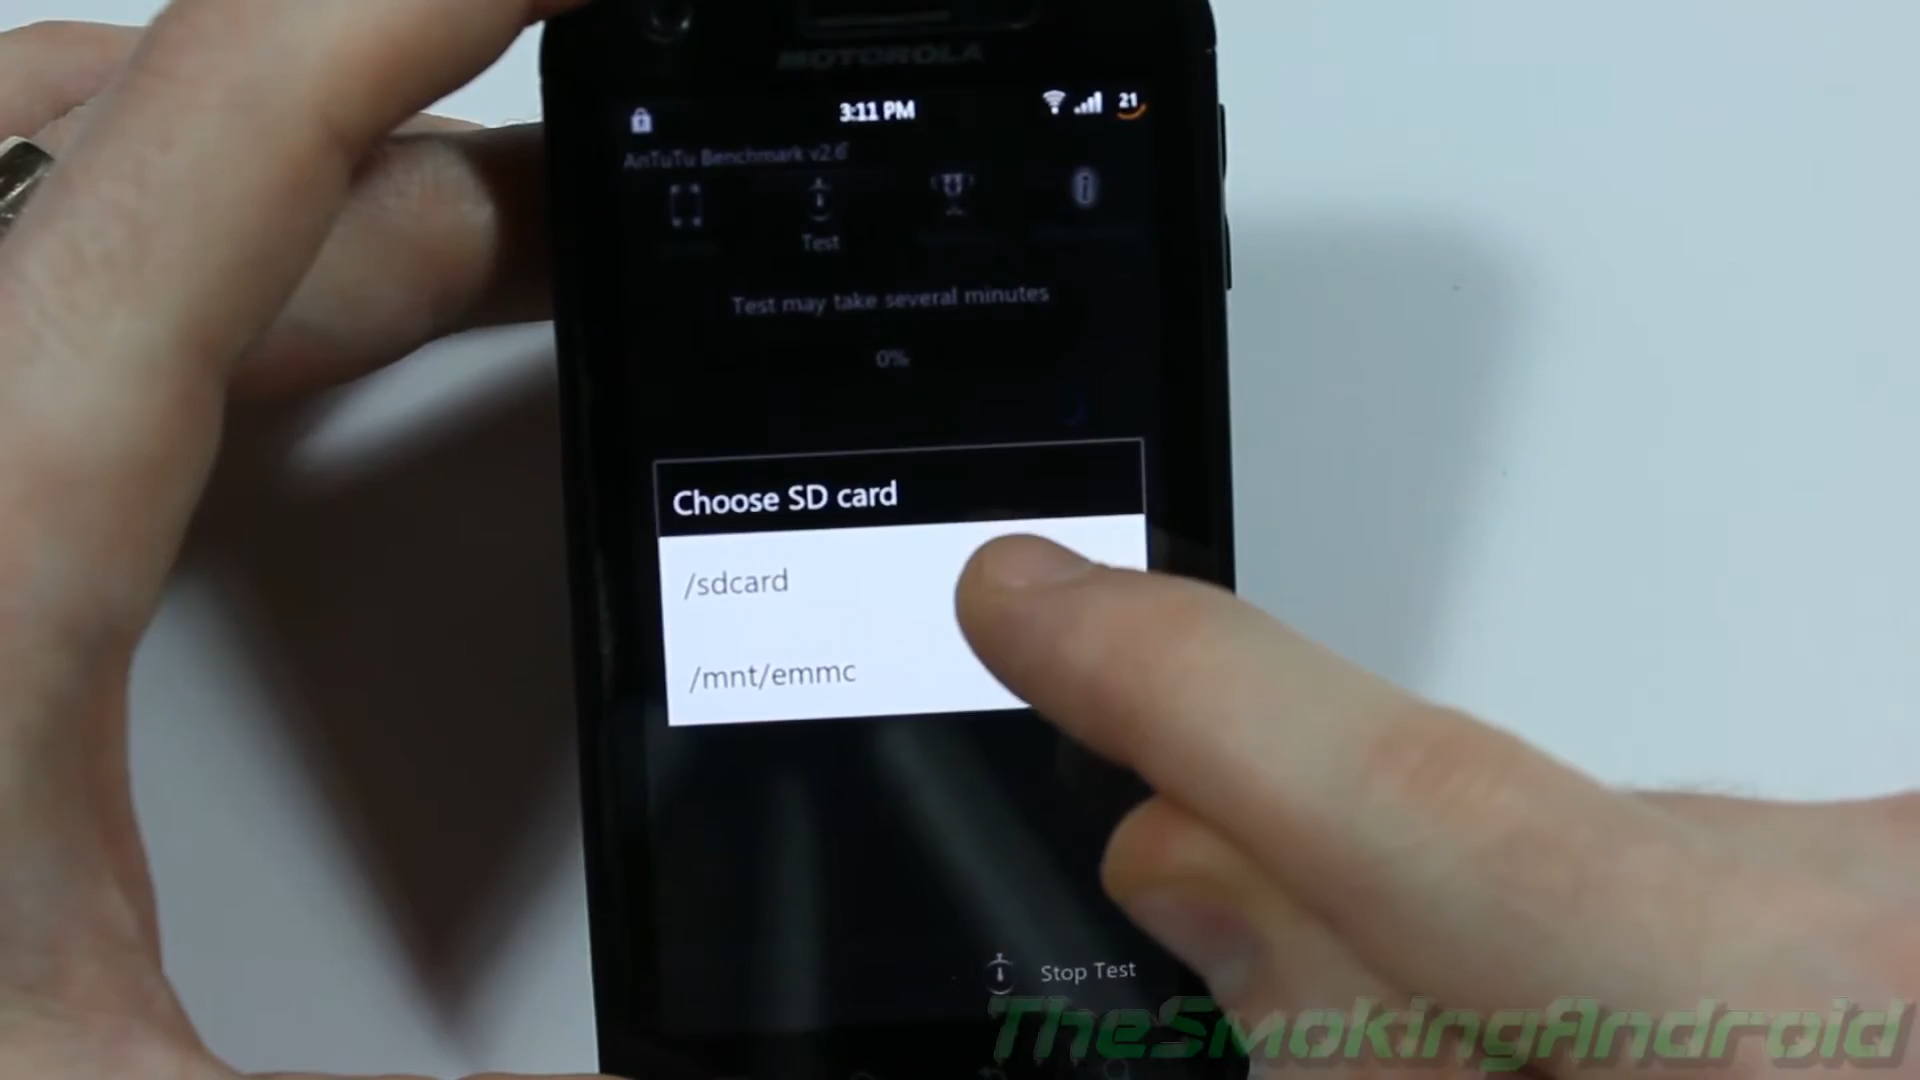 MOTOROLA
3:11 PM
21
AnTuTu Benchmark v2.6
Test
Test may take several minutes
0%
Choose SD card
/sdcard
/mnt/emmc
Stop Test
TheSmokingAndroid